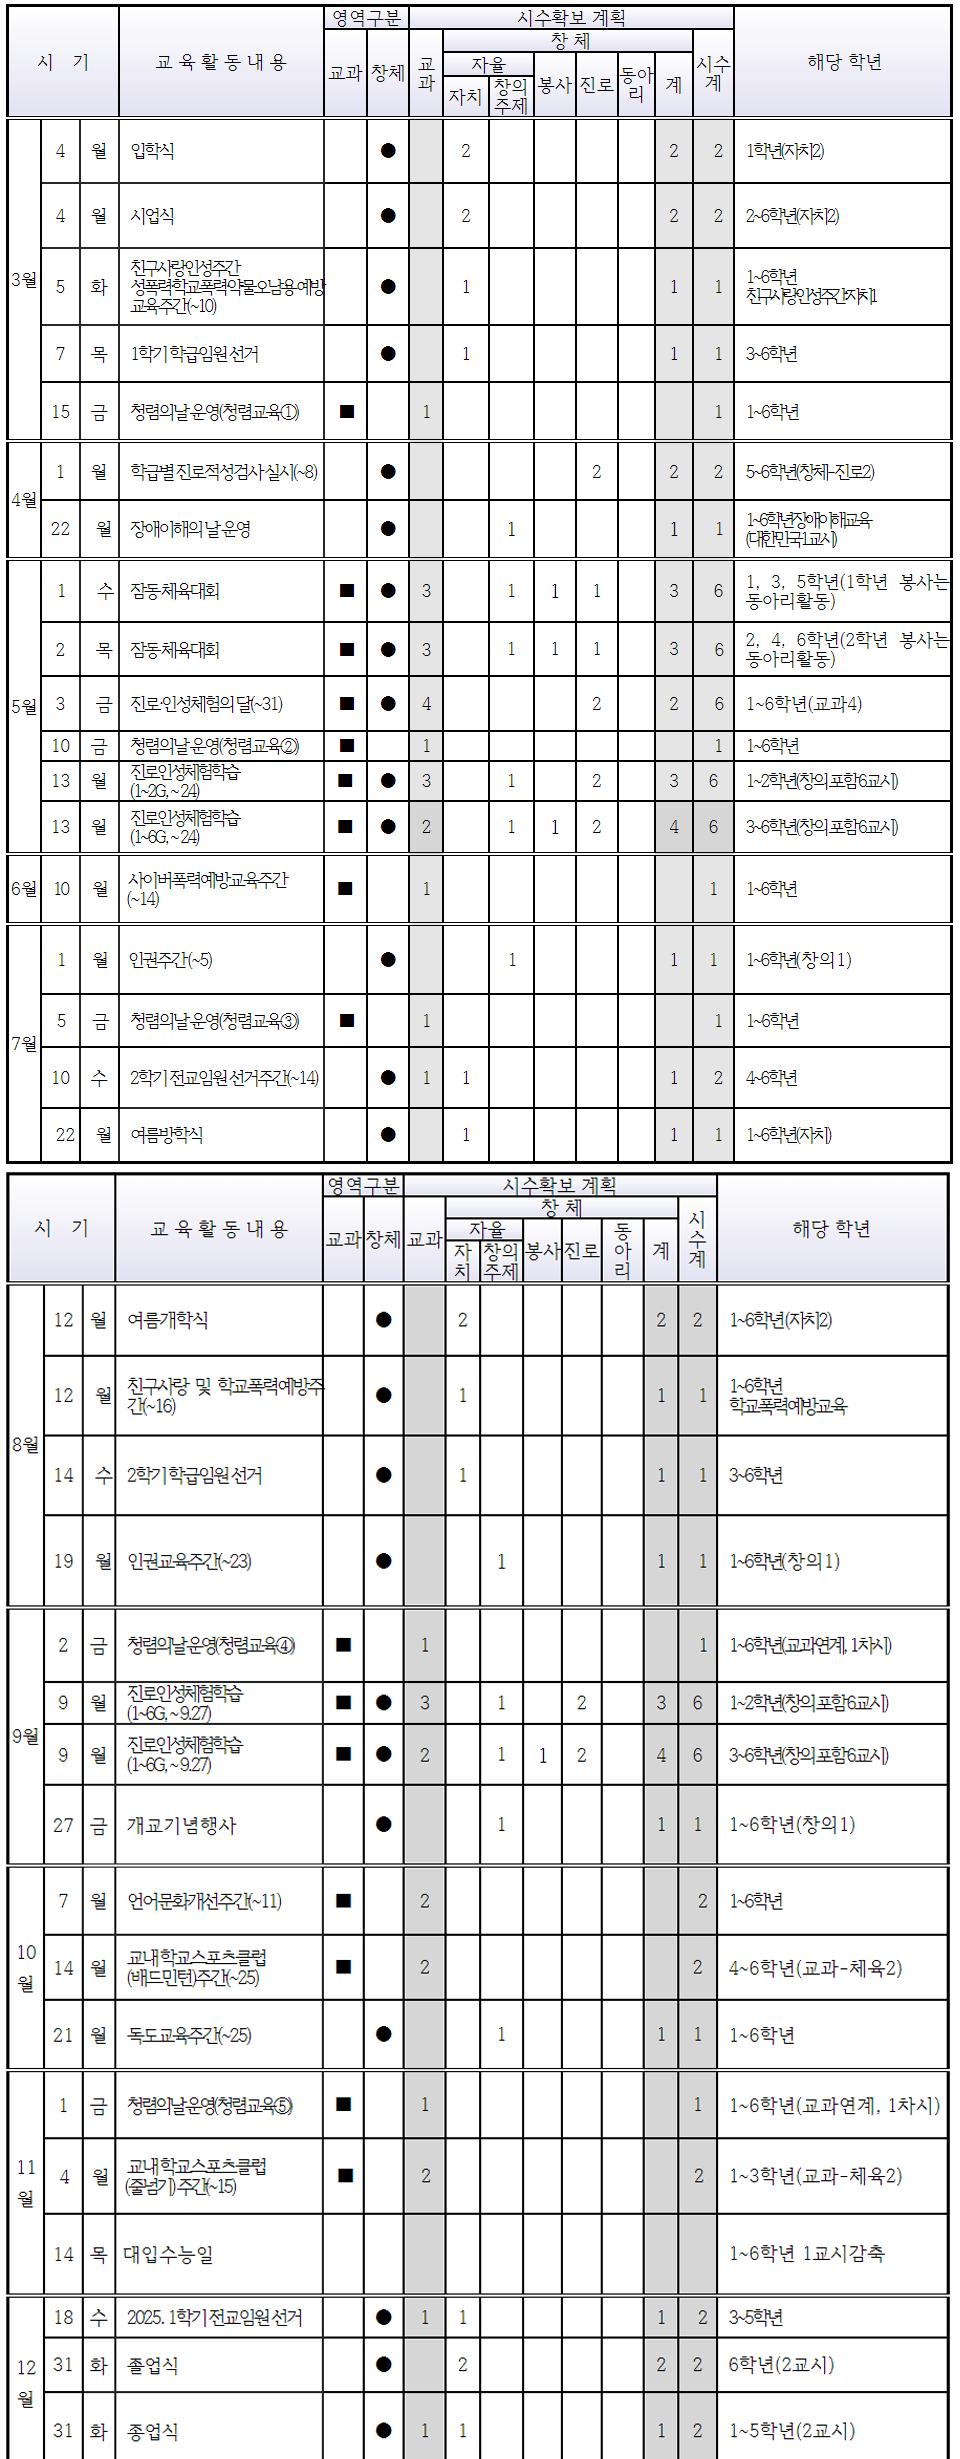 시 기 교 육 활 동 내 용 영역구분 시수확보 계획 해당 학년
교과 창체 교과 창 체 시수계
자율 봉사 진로 동아리 계
자치 창의주제
3월 4 월 입학식 ● 2 2 2 1학년(자치2)
4 월 시업식 ● 2 2 2 2~6학년(자치2)
5 화 친구사랑인성주간
성폭력학교폭력약물오남용예방
교육주간(~10) ● 1 1 1 1~6학년
친구사랑인성주간자치1
7 목 1학기 학급임원 선거 ● 1 1 1 3~6학년
15 금 청렴의날 운영(청렴교육①) ■ 1 1 1~6학년
4월 1 월 학급별 진로적성검사 실시(~8) ● 2 2 2 5~6학년(창체-진로2)
22 월 장애이해의 날 운영 ● 1 1 1 1~6학년장애이해교육
(대한민국1교시)
5월 1 수 잠동체육대회 ■ ● 3 1 1 1 3 6 1, 3, 5학년(1학년 봉사는
동아리활동)
2 목 잠동체육대회 ■ ● 3 1 1 1 3 6 2, 4, 6학년(2학년 봉사는
동아리활동)
3 금 진로·인성체험의 달(~31) ■ ● 4 2 2 6 1~6학년(교과4)
10 금 청렴의날 운영(청렴교육②) ■ 1 1 1~6학년
13 월 진로인성체험학습
(1~2G, ~ 24) ■ ● 3 1 2 3 6 1~2학년(창의 포함 6교시)
13 월 진로인성체험학습
(1~6G, ~ 24) ■ ● 2 1 1 2 4 6 3~6학년(창의 포함 6교시)
6월 10 월 사이버폭력예방교육주간
(~14) ■ 1 1 1~6학년
7월 1 월 인권주간(~5) ● 1 1 1 1~6학년(창의1)
5 금 청렴의날 운영(청렴교육③) ■ 1 1 1~6학년
10 수 2학기 전교임원 선거주간(~14) ● 1 1 1 2 4~6학년
22 월 여름방학식 ● 1 1 1 1~6학년(자치)
시 기 교 육 활 동 내 용 영역구분 시수확보 계획 해당 학년
교과 창체 교과 창 체 시수계
자율 봉사 진로 동아리 계
자치 창의주제
8월 12 월 여름개학식 ● 2 2 2 1~6학년(자치2)
12 월 친구사랑 및 학교폭력예방주
간(~16) ● 1 1 1 1~6학년
학교폭력예방교육
14 수 2학기 학급임원 선거 ● 1 1 1 3~6학년
19 월 인권교육주간(~23) ● 1 1 1 1~6학년(창의1)
9월 2 금 청렴의날 운영(청렴교육④) ■ 1 1 1~6학년(교과연계, 1차시)
9 월 진로인성체험학습
(1~6G, ~ 9.27) ■ ● 3 1 2 3 6 1~2학년(창의 포함 6교시)
9 월 진로인성체험학습
(1~6G, ~ 9.27) ■ ● 2 1 1 2 4 6 3~6학년(창의 포함 6교시)
27 금 개교기념행사 ● 1 1 1 1~6학년(창의1)
10월 7 월 언어문화개선주간(~11) ■ 2 2 1~6학년
14 월 교내 학교스포츠클럽
(배드민턴)주간(~25) ■ 2 2 4~6학년(교과-체육2)
21 월 독도교육주간(~25) ● 1 1 1 1~6학년
11월 1 금 청렴의날 운영(청렴교육⑤) ■ 1 1 1~6학년(교과연계, 1차시)
4 월 교내 학교스포츠클럽
(줄넘기)주간(~15) ■ 2 2 1~3학년(교과-체육2)
14 목 대입수능일 1~6학년 1교시감축
12월 18 수 2025. 1학기 전교임원 선거 ● 1 1 1 2 3~5학년
31 화 졸업식 ● 2 2 2 6학년(2교시)
31 화 종업식 ● 1 1 1 2 1~5학년(2교시)